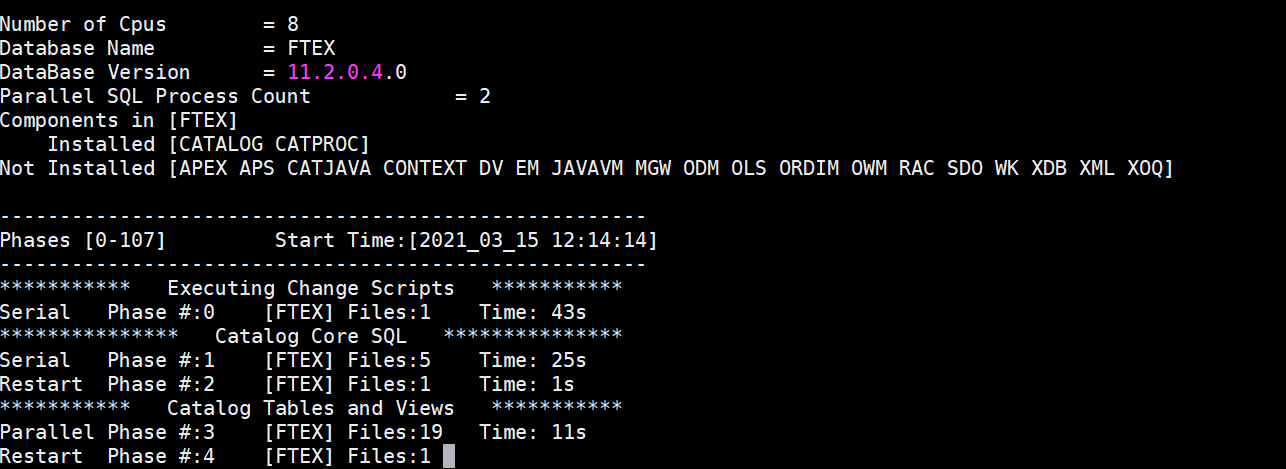 Number of Cpus        = 8
Database Name         = FTEX
DataBase Version      = 11.2.0.4.0
Parallel SQL Process Count            = 2
Components in [FTEX]
    Installed [CATALOG CATPROC]
Not Installed [APEX APS CATJAVA CONTEXT DV EM JAVAVM MGW ODM OLS ORDIM OWM RAC SDO WK XDB XML XOQ]
------------------------------------------------------
Phases [0-107]         Start Time:[2021_03_15 12:14:14]
------------------------------------------------------
***********   Executing Change Scripts   ***********
Serial   Phase #:0    [FTEX] Files:1    Time: 43s
***************   Catalog Core SQL   ***************
Serial   Phase #:1    [FTEX] Files:5    Time: 25s
Restart  Phase #:2    [FTEX] Files:1    Time: 1s
***********   Catalog Tables and Views   ***********
Parallel Phase #:3    [FTEX] Files:19   Time: 11s
Restart  Phase #:4    [FTEX] Files:1